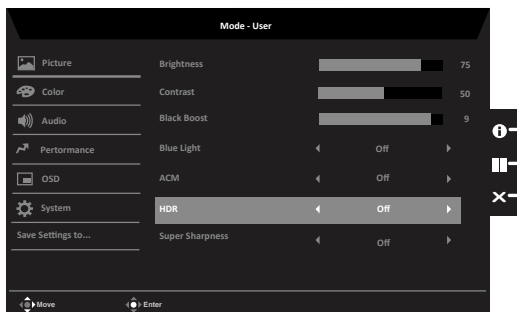 Mode - User
Picture
Color
Audio
Pertormance
OSD
System
Save Settings to...
Brightness 75
Contrast 50
Black Boost 9
Blue Light Off
ACM Off
HDR Off
Super Sharpness Off
Move Enter